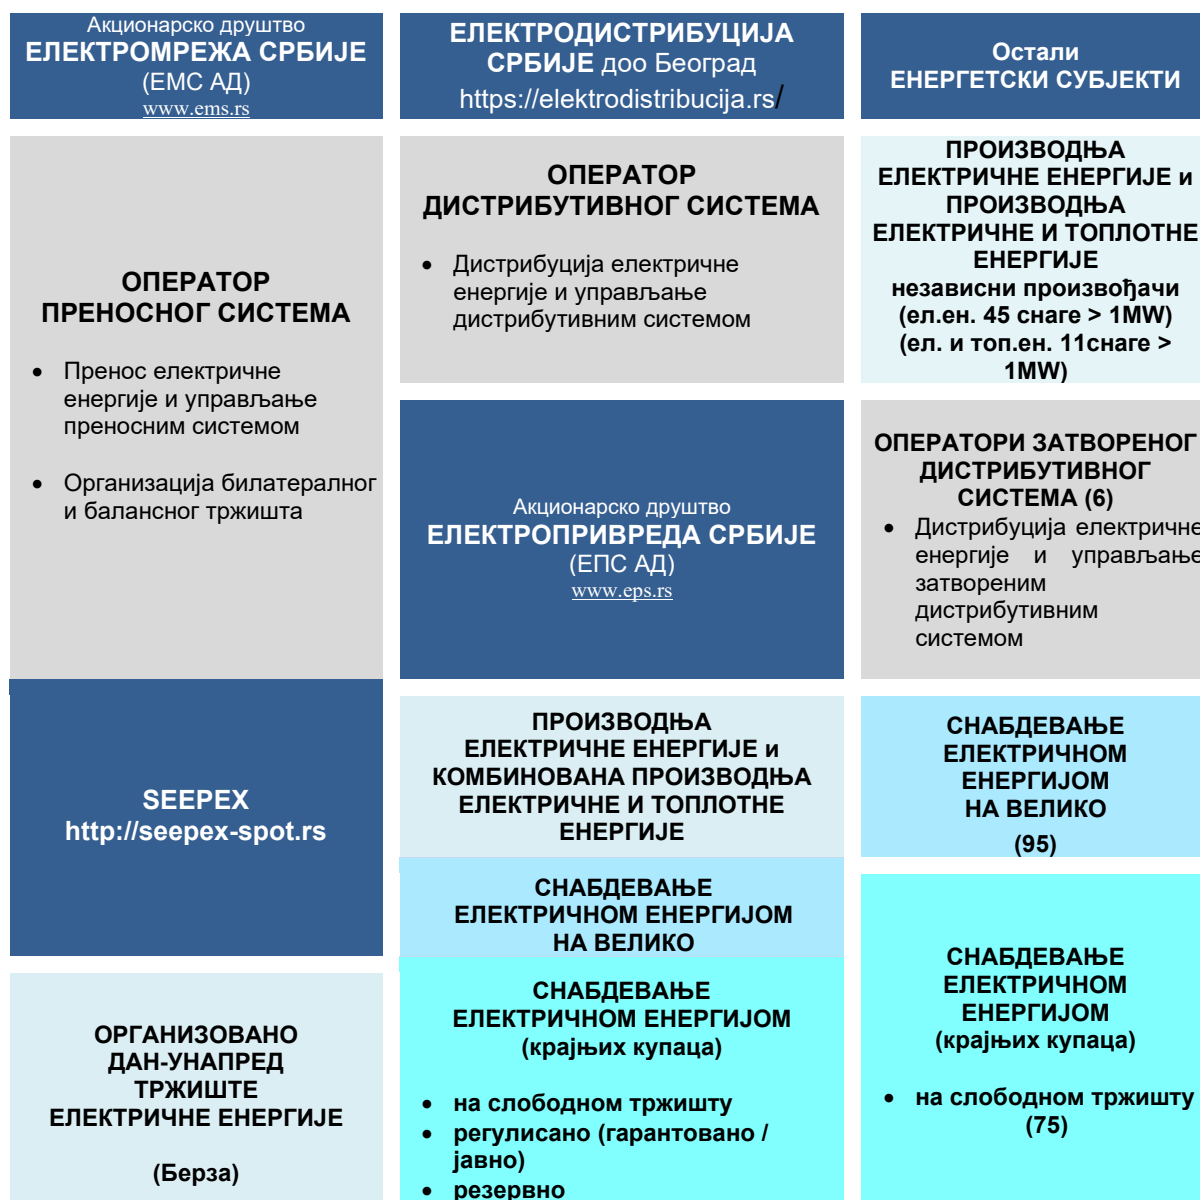 Акционарско друштво
ЕЛЕКТРОМРЕЖА СРБИЈЕ
(ЕМС АД)
www.ems.rs
ОПЕРАТОР
ПРЕНОСНОГ СИСТЕМА
• Пренос електричне
енергије и управљање
преносним системом
• Организација билатералног
и балансног тржишта
SEEPEX
http://seepex-spot.rs
ОРГАНИЗОВАНО
ДАН-УНАПРЕД
ТРЖИШТЕ
ЕЛЕКТРИЧНЕ ЕНЕРГИЈЕ
(Берза)
ЕЛЕКТРОДИСТРИБУЦИЈА
СРБИЈЕ доо Београд
https://elektrodistribucija.rs/
ОПЕРАТОР
ДИСТРИБУТИВНОГ СИСТЕМА
• Дистрибуција електричне
енергије и управљање
дистрибутивним системом
Акционарско друштво
ЕЛЕКТРОПРИВРЕДА СРБИЈЕ
(ЕПС АД)
www.eps.rs
ПРОИЗВОДЊА
ЕЛЕКТРИЧНЕ ЕНЕРГИЈЕ и
КОМБИНОВАНА ПРОИЗВОДЊА
ЕЛЕКТРИЧНЕ И ТОПЛОТНЕ
ЕНЕРГИЈЕ
СНАБДЕВАЊЕ
ЕЛЕКТРИЧНОМ ЕНЕРГИЈОМ
НА ВЕЛИКО
СНАБДЕВАЊЕ
ЕЛЕКТРИЧНОМ ЕНЕРГИЈОМ
(крајњих купаца)
• на слободном тржишту
• регулисано (гарантовано /
јавно)
• резервно
Остали
ЕНЕРГЕТСКИ СУБЈЕКТИ
ПРОИЗВОДЊА
ЕЛЕКТРИЧНЕ ЕНЕРГИЈЕ и
ПРОИЗВОДЊА
ЕЛЕКТРИЧНЕ И ТОПЛОТНЕ
ЕНЕРГИЈЕ
независни произвођачи
(ел.ен. 45 снаге > 1MW)
(ел. и топ.ен. 11снаге >
1MW)
ОПЕРАТОРИ ЗАТВОРЕНОГ
ДИСТРИБУТИВНОГ
СИСТЕМА (6)
• Дистрибуција електричне
енергије и управљање
затвореним
дистрибутивним
системом
СНАБДЕВАЊЕ
ЕЛЕКТРИЧНОМ
ЕНЕРГИЈОМ
НА ВЕЛИКО
(95)
СНАБДЕВАЊЕ
ЕЛЕКТРИЧНОМ
ЕНЕРГИЈОМ
(крајњих купаца)
• на слободном тржишту
(75)